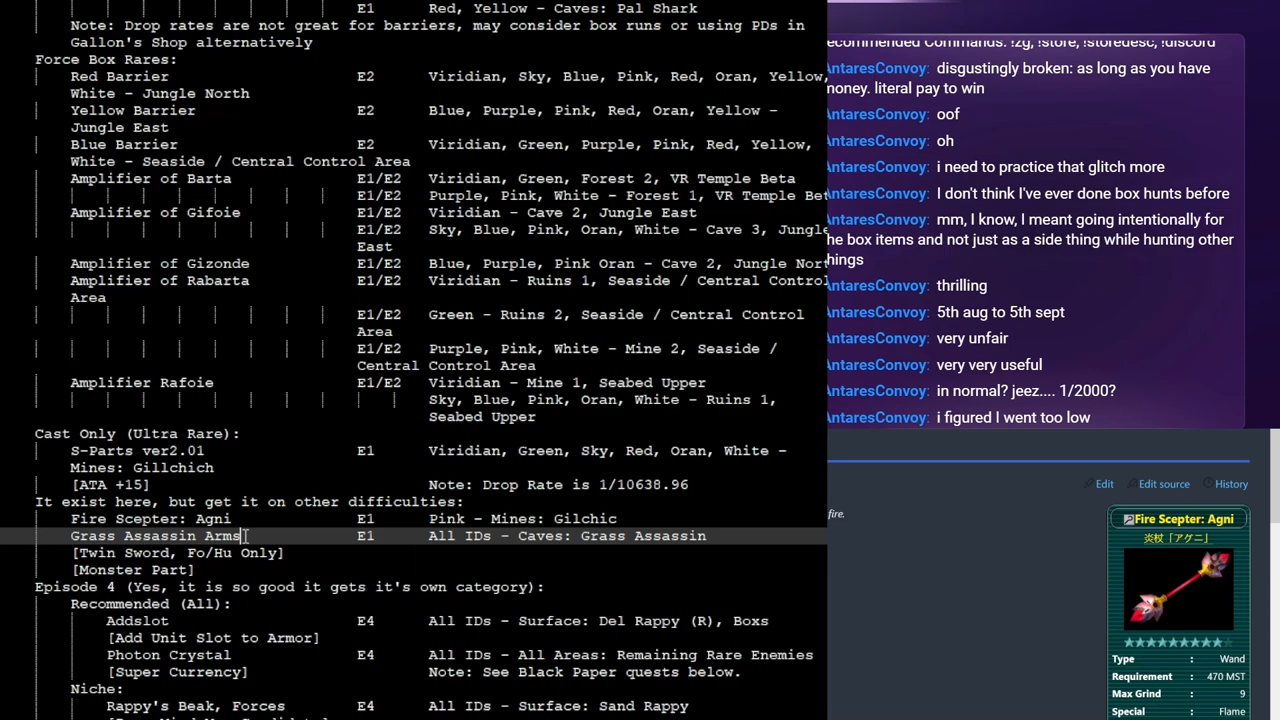 E1 Red, Yellow - Caves: Pal Shark
Note: Drop rates are not great for barriers, may consider box runs or using PDs in
Gallon's Shop alternatively
Force Box Rares:
Red Barrier E2 Viridian, Sky, Blue, Pink, Red, Oran, Yellow,
White - Jungle North
Yellow Barrier E2 Blue, Purple, Pink, Red, Oran, Yellow -
Jungle East
Blue Barrier E2 Viridian, Green, Purple, Pink, Red, Yellow,
White - Seaside / Central Control Area
Amplifier of Barta E1/E2 Viridian, Green, Forest 2, VR Temple Beta
E1/E2 Purple, Pink, White - Forest 1, VR Temple Bet
Amplifier of Gifoie E1/E2 Viridian - Cave 2, Jungle East
E1/E2 Sky, Blue, Pink, Oran, White - Cave 3, Jungle
East
Amplifier of Gizonde E1/E2 Blue, Purple, Pink Oran - Cave 2, Jungle Nort
Amplifier of Rabarta E1/E2 Viridian - Ruins 1, Seaside / Central Control
Area
E1/E2 Green - Ruins 2, Seaside / Central Control
Area
E1/E2 Purple, Pink, White - Mine 2, Seaside /
Central Control Area
Amplifier Rafoie E1/E2 Viridian - Mine 1, Seabed Upper
Sky, Blue, Pink, Oran, White - Ruins 1,
Seabed Upper
Cast Only (Ultra Rare):
S-Parts ver2.01 E1 Viridian, Green, Sky, Red, Oran, White -
Mines: Gillchich
[ATA +15] Note: Drop Rate is 1/10638.96
It exist here, but get it on other difficulties:
Fire Scepter: Agni E1 Pink - Mines: Gilchic
Grass Assassin Arms E1 All IDs - Caves: Grass Assassin
[Twin Sword, Fo/Hu Only]
[Monster Part]
Episode 4 (Yes, it is so good it gets it's own category):
Recommended (All):
Addslot E4 All IDs - Surface: Del Rappy (R), Boxs
[Add Unit Slot to Armor]
Photon Crystal E4 All IDs - All Areas: Remaining Rare Enemies
[Super Currency] Note: See Black Paper quests below.
Niche:
Rappy's Beak, Forces E4 All IDs - Surface: Sand Rappy
ecommended Commands: !zg, !store, !storedesc, !discord
AntaresConvoy: disgustingly broken: as long as you have
money. literal pay to win
AntaresConvoy: oof
AntaresConvoy: oh
AntaresConvoy: i need to practice that glitch more
AntaresConvoy: I don't think I've ever done box hunts before
AntaresConvoy: mm, I know, I meant going intentionally for
he box items and not just as a side thing while hunting other
hings
AntaresConvoy: thrilling
AntaresConvoy: 5th aug to 5th sept
AntaresConvoy: very unfair
AntaresConvoy: very very useful
AntaresConvoy: in normal? jeez.... 1/2000?
AntaresConvoy: i figured I went too low
Edit Edit source History
fire.
Fire Scepter: Agni
炎杖「アグニ」
Type : Wand
Requirement : 470 MST
Max Grind : 9
Special : Flame